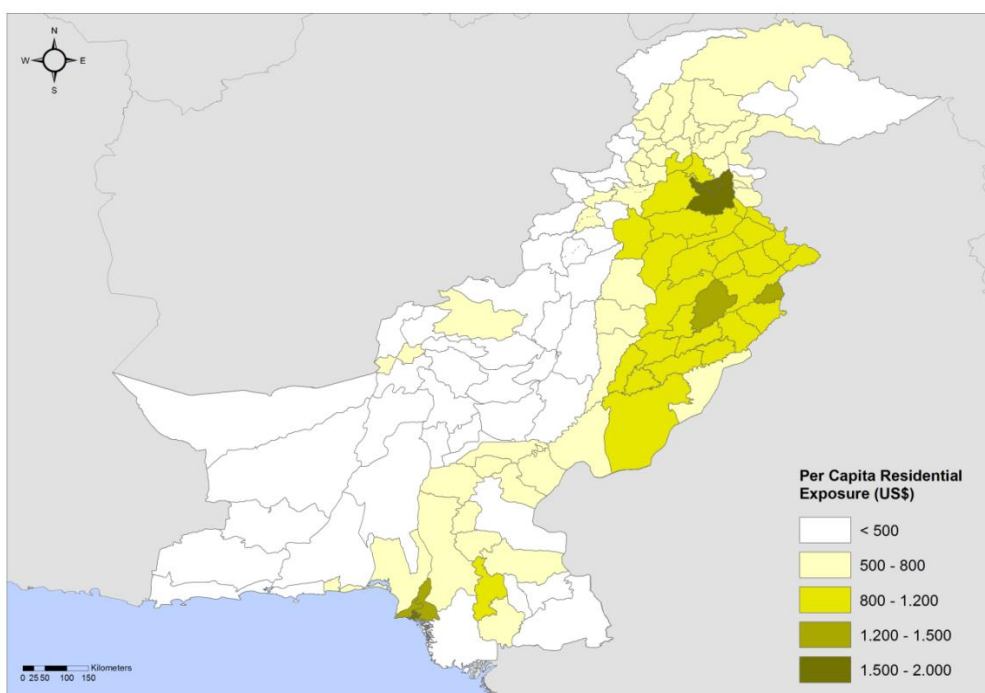 N
W E
S
Per Capita Residential
Exposure (US$)
< 500
500 - 800
800 - 1.200
1.200 - 1.500
1.500 - 2.000
Kilometers
0 25 50 100 150